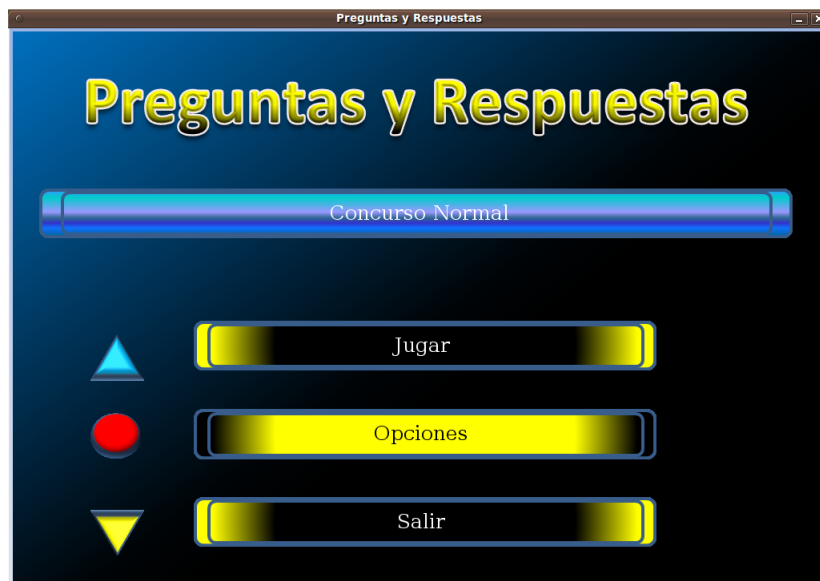 Preguntas y Respuestas
Preguntas y Respuestas
Concurso Normal
Jugar
Opciones
Salir